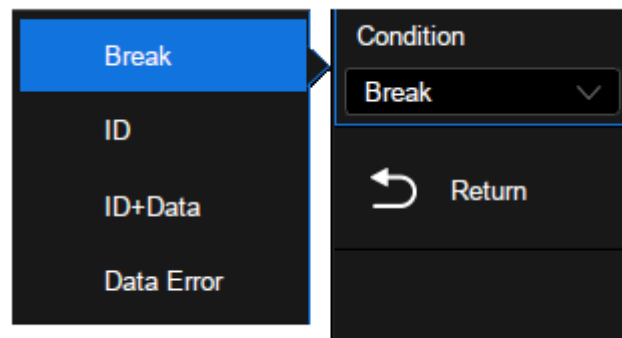 Break
ID
ID+Data
Data Error
Condition
Break
Return